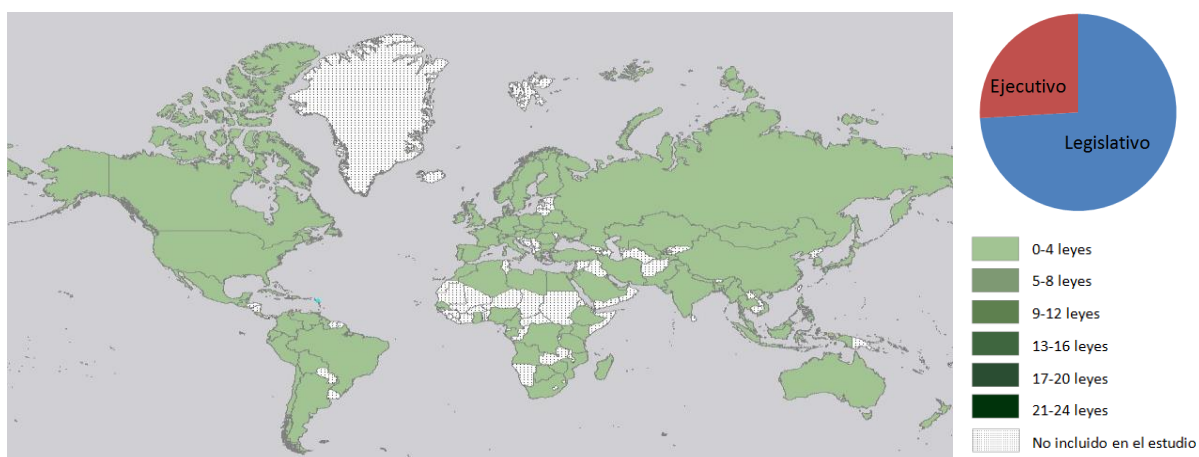 Ejecutivo
Legislativo
0-4 leyes
5-8 leyes
9-12 leyes
13-16 leyes
17-20 leyes
21-24 leyes
No incluido en el estudio